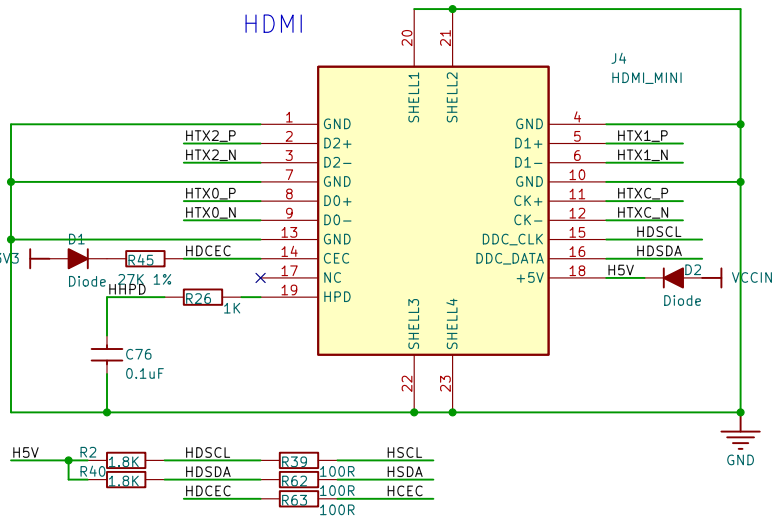 HDMI
20
21
J4
HDMI_MINI
SHELL1
SHELL2
1
GND
GND
4
HTX2_P
2
D2+
D1+
5
HTX1_P
HTX2_N
3
D2-
D1-
6
HTX1_N
7
GND
GND
10
HTX0_P
8
D0+
CK+
11
HTXC_P
HTX0_N
9
D0-
CK-
12
HTXC_N
D1
13
GND
DDC_CLK
15
HDSCL
3V3
R45
HDCEC
14
CEC
DDC_DATA
16
HDSDA
Diode
27K 1%
17
NC
+5V
18
H5V
D2
VCCIN
HHPD
R26
19
HPD
Diode
1K
SHELL3
SHELL4
C76
0.1uF
22
23
GND
H5V
R2
1.8K
HDSCL
R39
HSCL
100R
R40
1.8K
HDSDA
R62
HSDA
100R
HDCEC
R63
HCEC
100R